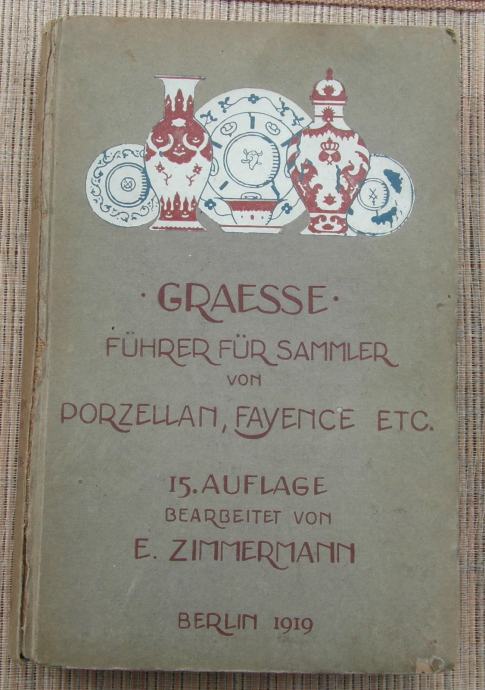 · GRAESSE ·
FÜHRER FÜR SAMMLER
VON
PORZELLAN, FAYENCE ETC.
15. AUFLAGE
BEARBEITET VON
E. ZIMMERMANN
BERLIN 1919